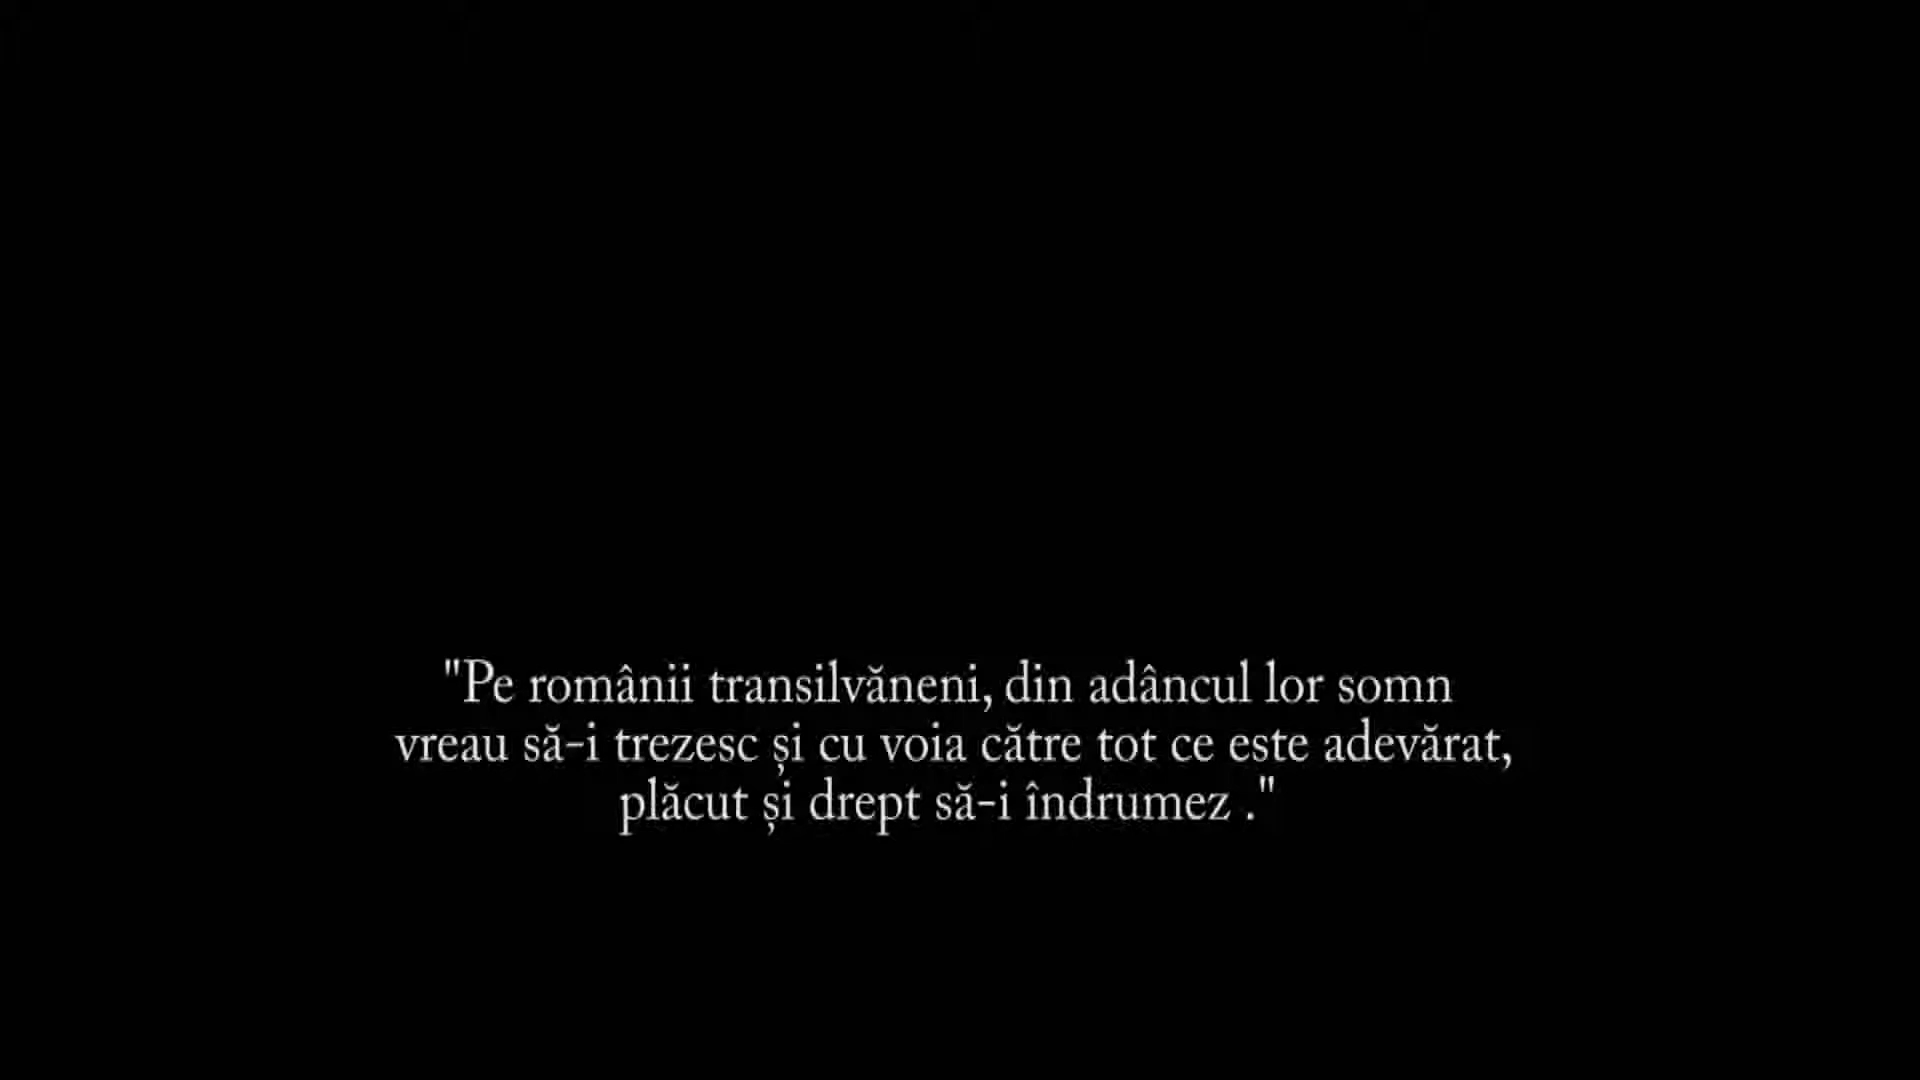 "Pe românii transilvăneni, din adâncul lor somn
vreau să-i trezesc și cu voia către tot ce este adevărat,
plăcut și drept să-i îndrumez ."